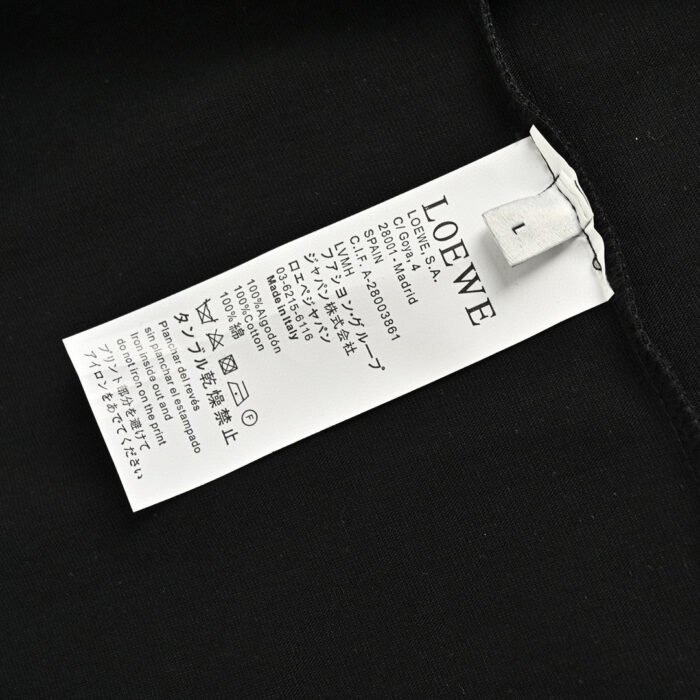 LOEWE
LOEWE.S.A.
C/ Goya,4
28001-Madrid
SPAIN
C.I.F. A-28003861
LVMH
ファション・グループ
ジャパン株式会社
ロエベジャパン
03-6215-6116
Made in Italy
100%Algodón
100%Cotton
100%綿
タンブル乾燥禁止
Planchar del revés
sin planchar el estampado
Iron inside out and
do not iron on the print
プリント部分を避けて
アイロンをあでてください
F
L